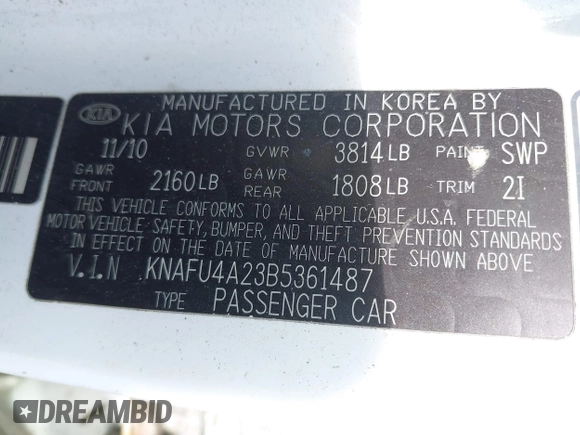 MANUFACTURED IN KOREA BY
KIA KIA MOTORS CORPORATION
11/10 GVWR 3814 LB PAINT SWP
GAWR FRONT 2160 LB GAWR REAR 1808 LB TRIM 2I
THIS VEHICLE CONFORMS TO ALL APPLICABLE U.S.A. FEDERAL
MOTOR VEHICLE SAFETY, BUMPER, AND THEFT PREVENTION STANDARDS
IN EFFECT ON THE DATE OF MANUFACTURE SHOWN ABOVE
V.I.N KNAFU4A23B5361487
TYPE PASSENGER CAR
DREAMBID